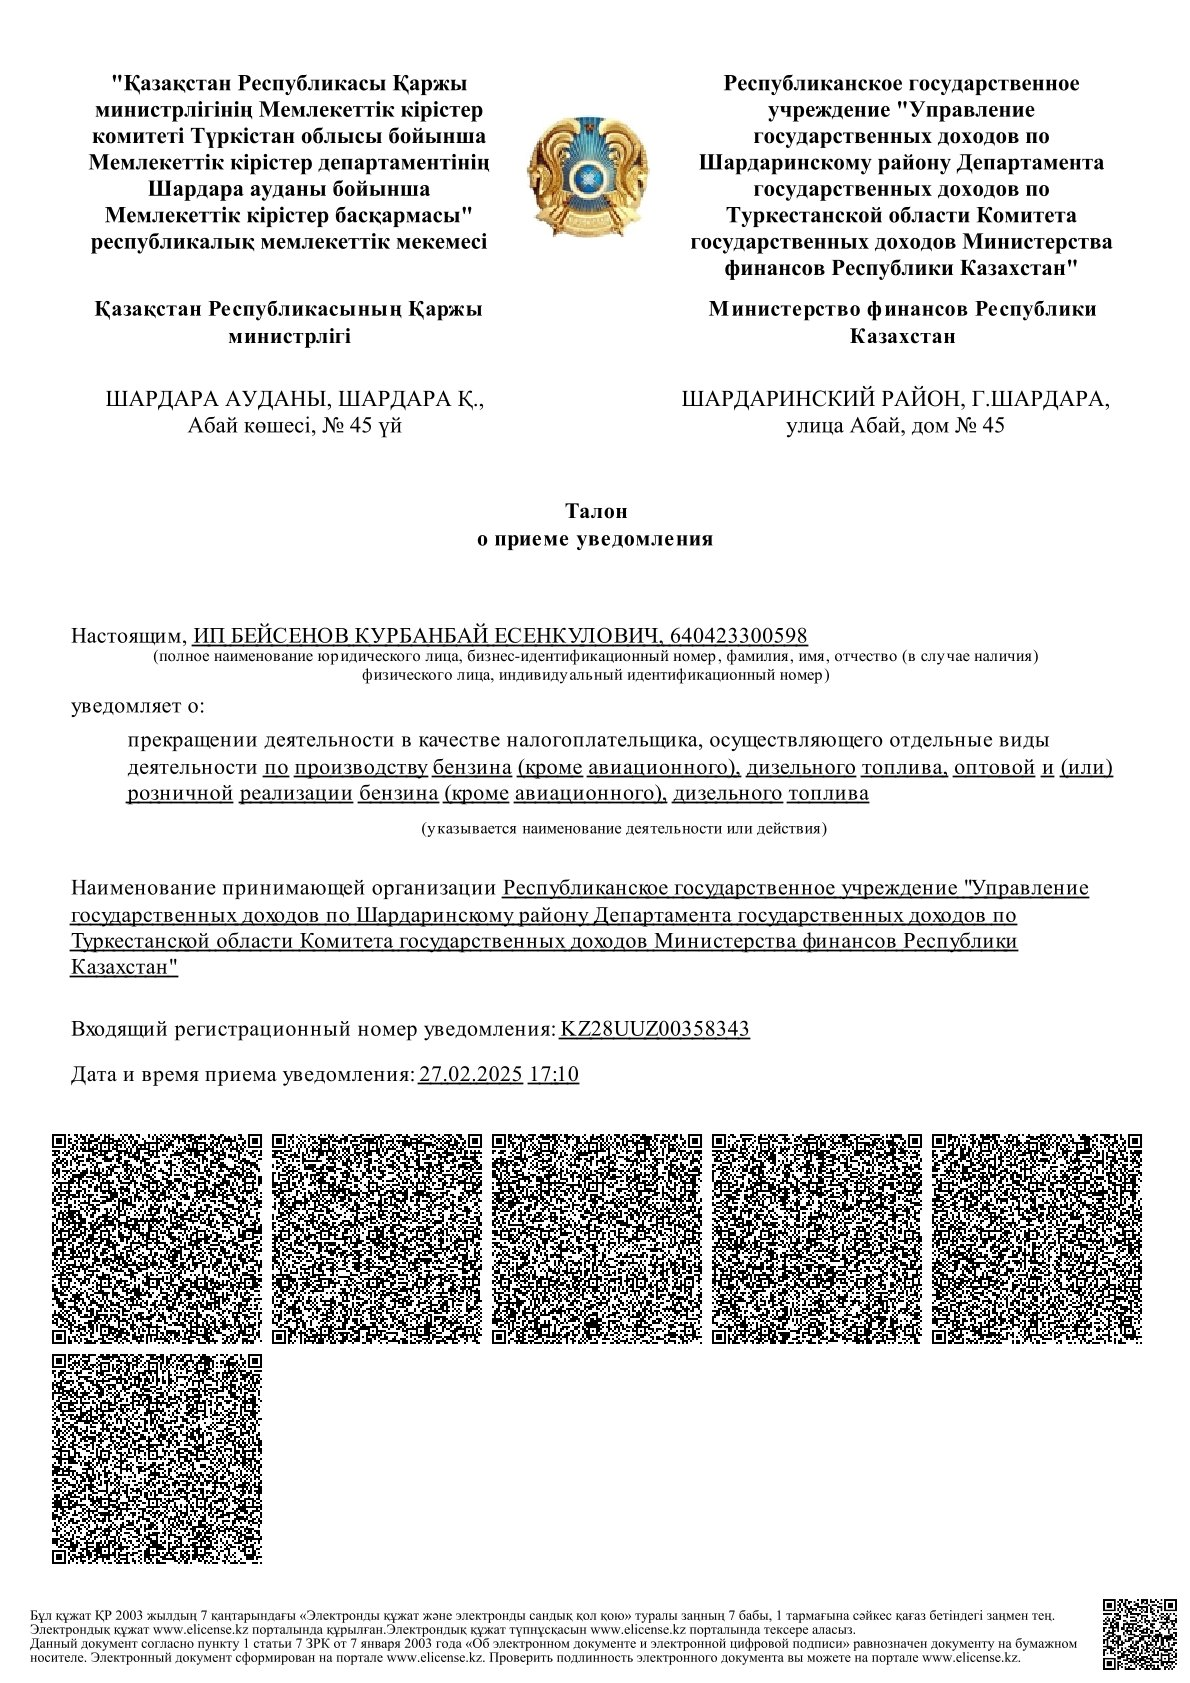 "Қазақстан Республикасы Қаржы
министрлігінің Мемлекеттік кірістер
комитеті Түркістан облысы бойынша
Мемлекеттік кірістер департаментінің
Шардара ауданы бойынша
Мемлекеттік кірістер басқармасы"
республикалық мемлекеттік мекемесі
Республиканское государственное
учреждение "Управление
государственных доходов по
Шардаринскому району Департамента
государственных доходов по
Туркестанской области Комитета
государственных доходов Министерства
финансов Республики Казахстан"
Қазақстан Республикасының Қаржы
министрлігі
Министерство финансов Республики
Казахстан
ШАРДАРА АУДАНЫ, ШАРДАРА Қ.,
Абай көшесі, № 45 үй
ШАРДАРИНСКИЙ РАЙОН, Г.ШАРДАРА,
улица Абай, дом № 45
Талон
о приеме уведомления
Настоящим, ИП БЕЙСЕНОВ КУРБАНБАЙ ЕСЕНКУЛОВИЧ, 640423300598
(полное наименование юридического лица, бизнес-идентификационный номер, фамилия, имя, отчество (в случае наличия)
физического лица, индивидуальный идентификационный номер)
уведомляет о:
прекращении деятельности в качестве налогоплательщика, осуществляющего отдельные виды
деятельности по производству бензина (кроме авиационного), дизельного топлива, оптовой и (или)
розничной реализации бензина (кроме авиационного), дизельного топлива
(указывается наименование деятельности или действия)
Наименование принимающей организации Республиканское государственное учреждение "Управление
государственных доходов по Шардаринскому району Департамента государственных доходов по
Туркестанской области Комитета государственных доходов Министерства финансов Республики
Казахстан"
Входящий регистрационный номер уведомления: KZ28UUZ00358343
Дата и время приема уведомления: 27.02.2025 17:10
Бұл құжат ҚР 2003 жылдың 7 қаңтарындағы «Электронды құжат және электронды сандық қол қою» туралы заңның 7 бабы, 1 тармағына сәйкес қағаз бетіндегі заңмен тең.
Электрондық құжат www.elicense.kz порталында құрылған.Электрондық құжат түпнұсқасын www.elicense.kz порталында тексере аласыз.
Данный документ согласно пункту 1 статьи 7 ЗРК от 7 января 2003 года «Об электронном документе и электронной цифровой подписи» равнозначен документу на бумажном
носителе. Электронный документ сформирован на портале www.elicense.kz. Проверить подлинность электронного документа вы можете на портале www.elicense.kz.